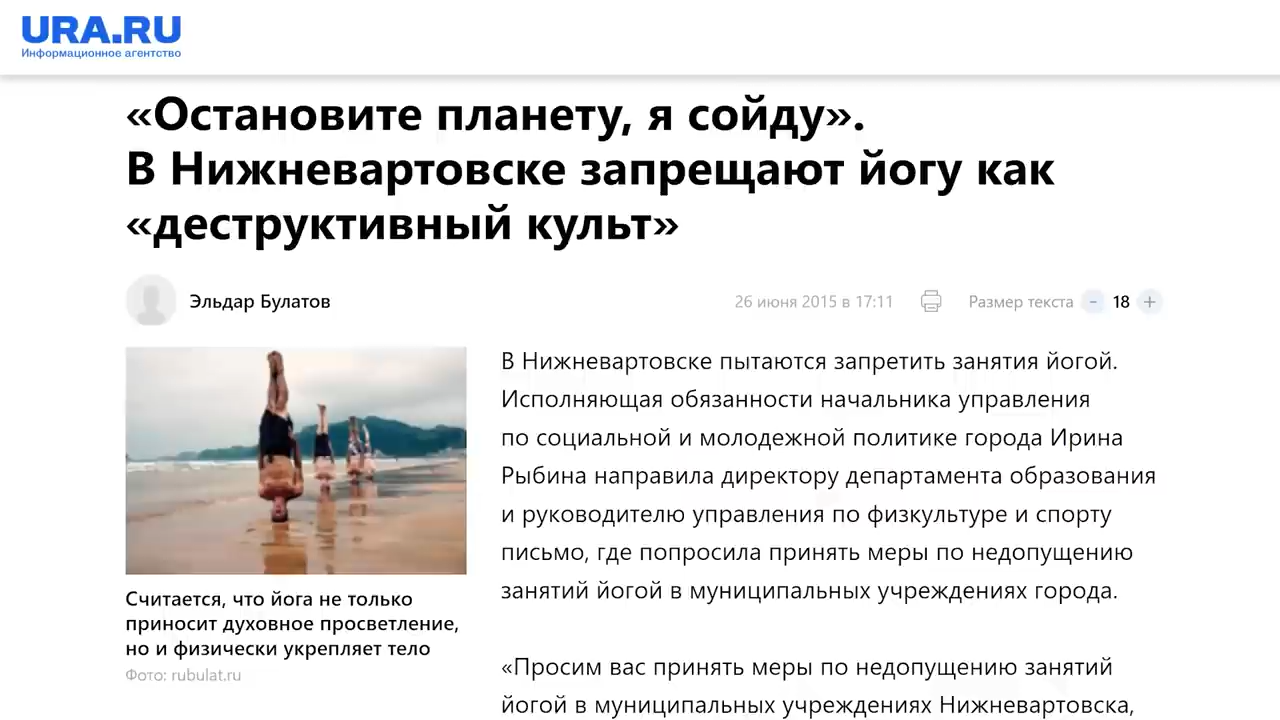 URA.RU
Информационное агентство
«Остановите планету, я сойду».
В Нижневартовске запрещают йогу как
«деструктивный культ»
Эльдар Булатов
26 июня 2015 в 17:11
Размер текста - 18 +
В Нижневартовске пытаются запретить занятия йогой.
Исполняющая обязанности начальника управления
по социальной и молодежной политике города Ирина
Рыбина направила директору департамента образования
и руководителю управления по физкультуре и спорту
письмо, где попросила принять меры по недопущению
занятий йогой в муниципальных учреждениях города.
«Просим вас принять меры по недопущению занятий
йогой в муниципальных учреждениях Нижневартовска,
Считается, что йога не только
приносит духовное просветление,
но и физически укрепляет тело
Фото: rubulat.ru